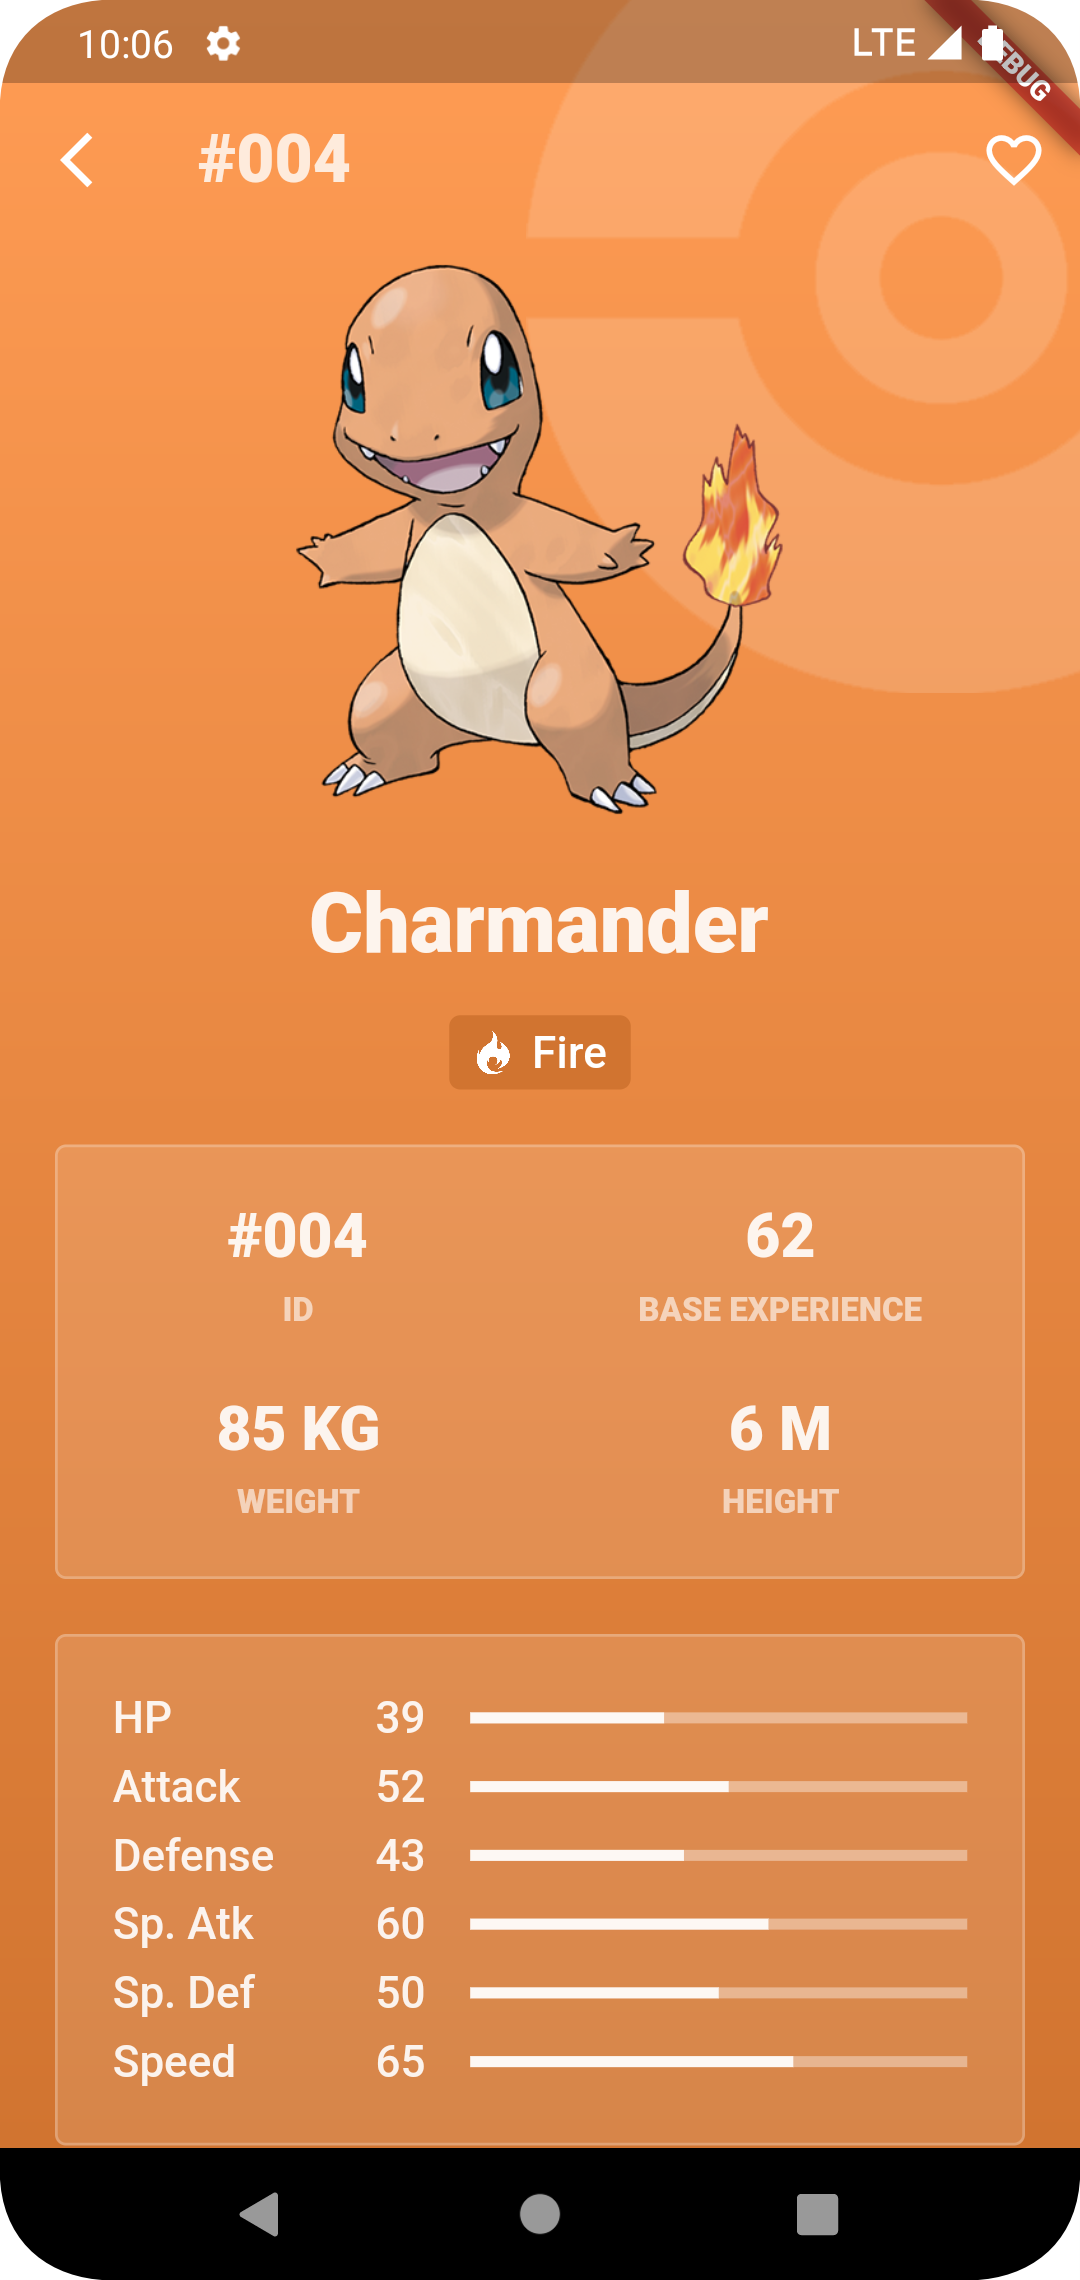 10:06 LTE
DEBUG
#004
Charmander
Fire
#004 62
ID BASE EXPERIENCE
85 KG 6 M
WEIGHT HEIGHT
HP 39
Attack 52
Defense 43
Sp. Atk 60
Sp. Def 50
Speed 65